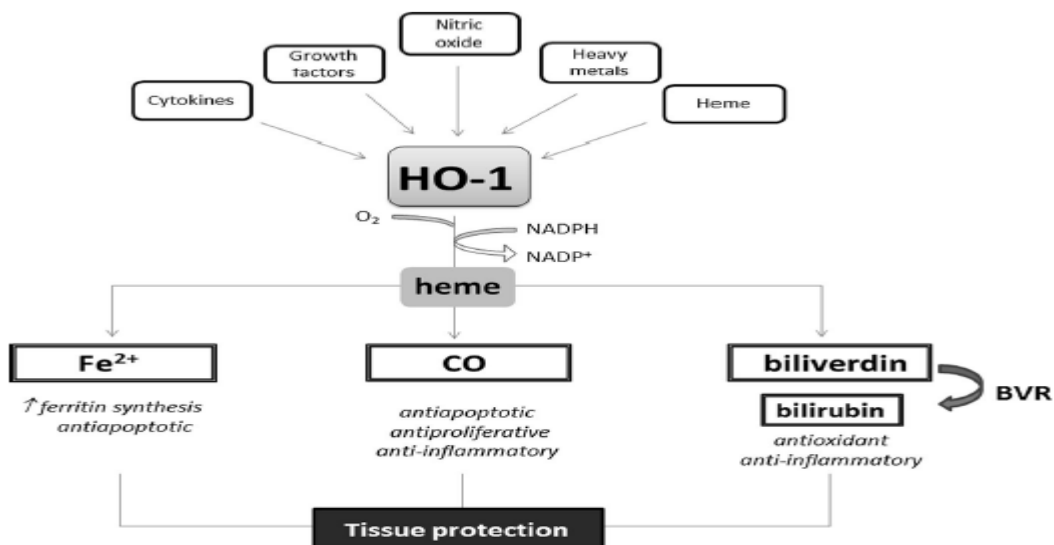 Nitric
oxide
Growth
factors
Heavy
metals
Cytokines
Heme
HO-1
O₂
NADPH
NADP⁺
heme
Fe²⁺
CO
biliverdin
BVR
↑ferritin synthesis
antiapoptotic
antiapoptotic
antiproliferative
anti-inflammatory
bilirubin
antioxidant
anti-inflammatory
Tissue protection